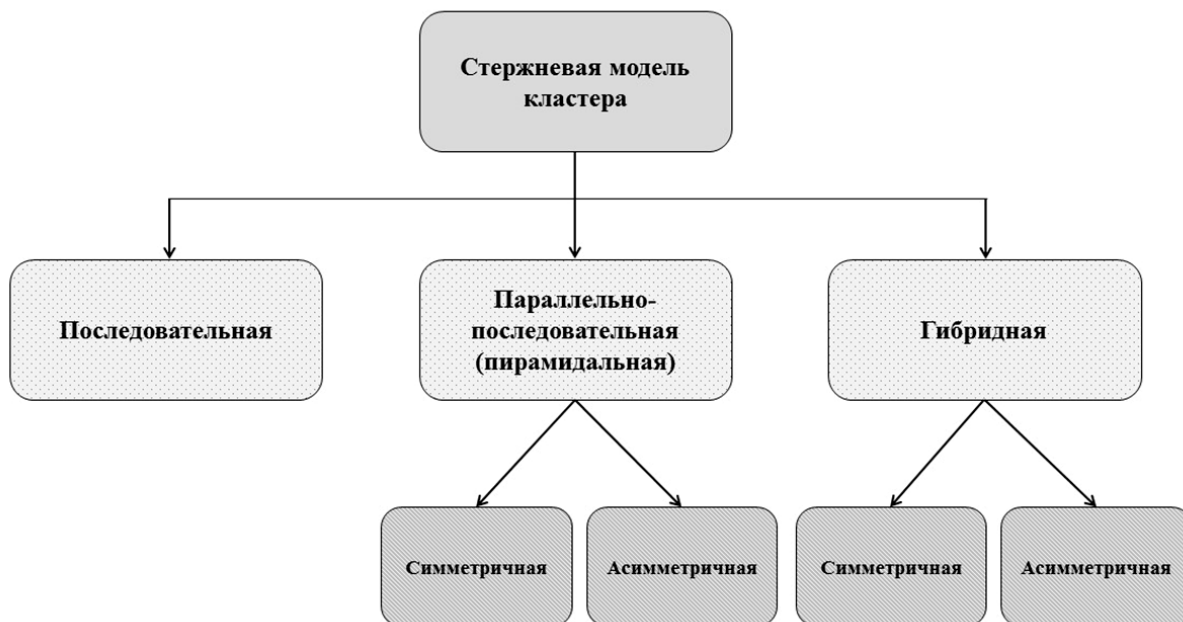 Стержневая модель
кластера
Последовательная
Параллельно-
последовательная
(пирамидальная)
Гибридная
Симметричная
Асимметричная
Симметричная
Асимметричная